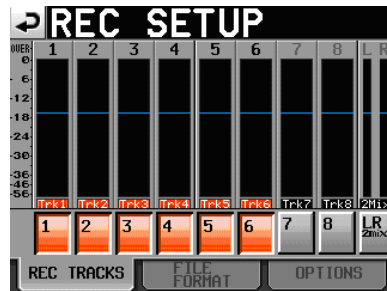 REC SETUP
OVER 1 2 3 4 5 6 7 8 L R
0
6
12
18
24
30
36
46
56
Trk1 Trk2 Trk3 Trk4 Trk5 Trk6 Trk7 Trk8 2Mix
1 2 3 4 5 6 7 8 LR
2mix
REC TRACKS FILE FORMAT OPTIONS